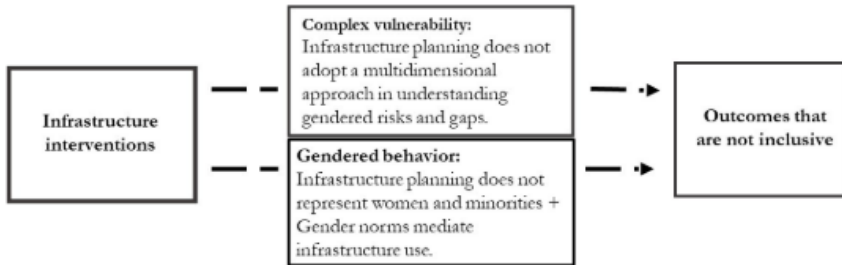 Infrastructure
interventions
Complex vulnerability:
Infrastructure planning does not
adopt a multidimensional
approach in understanding
gendered risks and gaps.
Gendered behavior:
Infrastructure planning does not
represent women and minorities +
Gender norms mediate
infrastructure use.
Outcomes that
are not inclusive